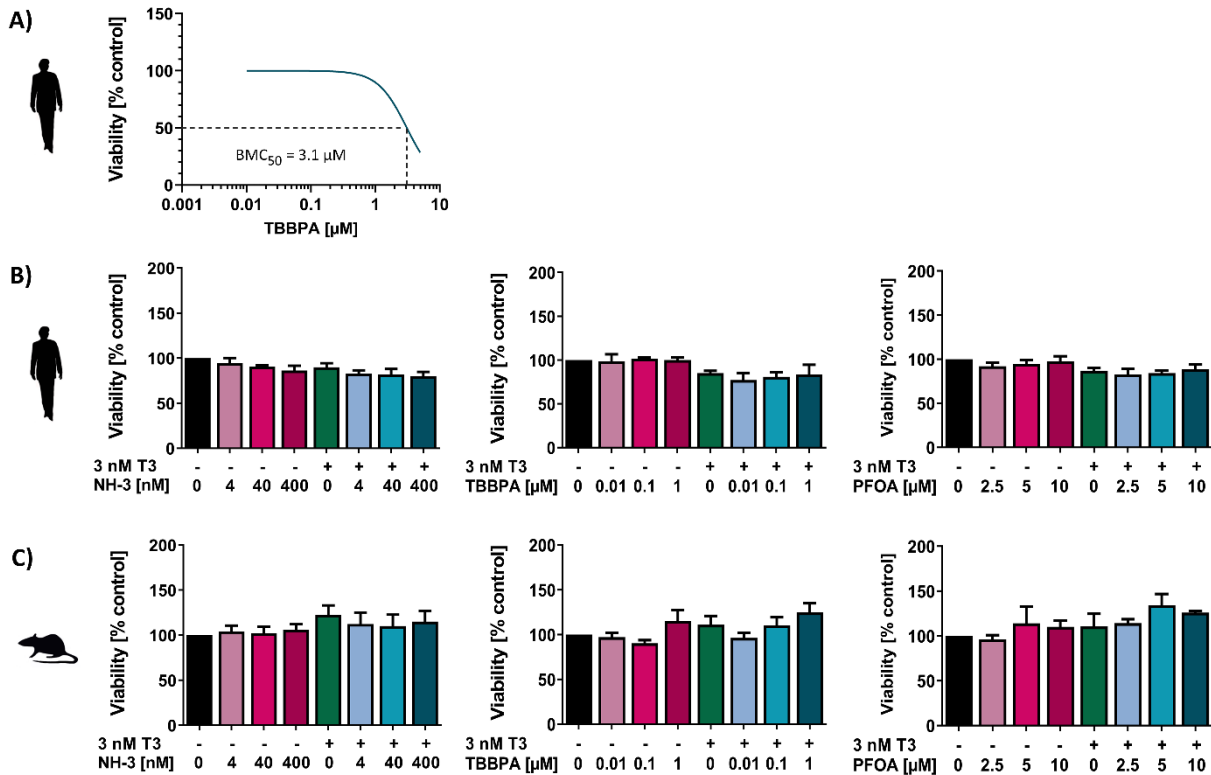 A)
Viability [% control]
150
100
50
0
BMC50 = 3.1 µM
0.001 0.01 0.1 1 10
TBBPA [µM]
B)
Viability [% control]
200
150
100
50
0
3 nM T3 - - - - + + + +
NH-3 [nM] 0 4 40 400 0 4 40 400
Viability [% control]
200
150
100
50
0
3 nM T3 - - - - + + + +
TBBPA [µM] 0 0.01 0.1 1 0 0.01 0.1 1
Viability [% control]
200
150
100
50
0
3 nM T3 - - - - + + + +
PFOA [µM] 0 2.5 5 10 0 2.5 5 10
C)
Viability [% control]
200
150
100
50
0
3 nM T3 - - - - + + + +
NH-3 [nM] 0 4 40 400 0 4 40 400
Viability [% control]
200
150
100
50
0
3 nM T3 - - - - + + + +
TBBPA [µM] 0 0.01 0.1 1 0 0.01 0.1 1
Viability [% control]
200
150
100
50
0
3 nM T3 - - - - + + + +
PFOA [µM] 0 2.5 5 10 0 2.5 5 10